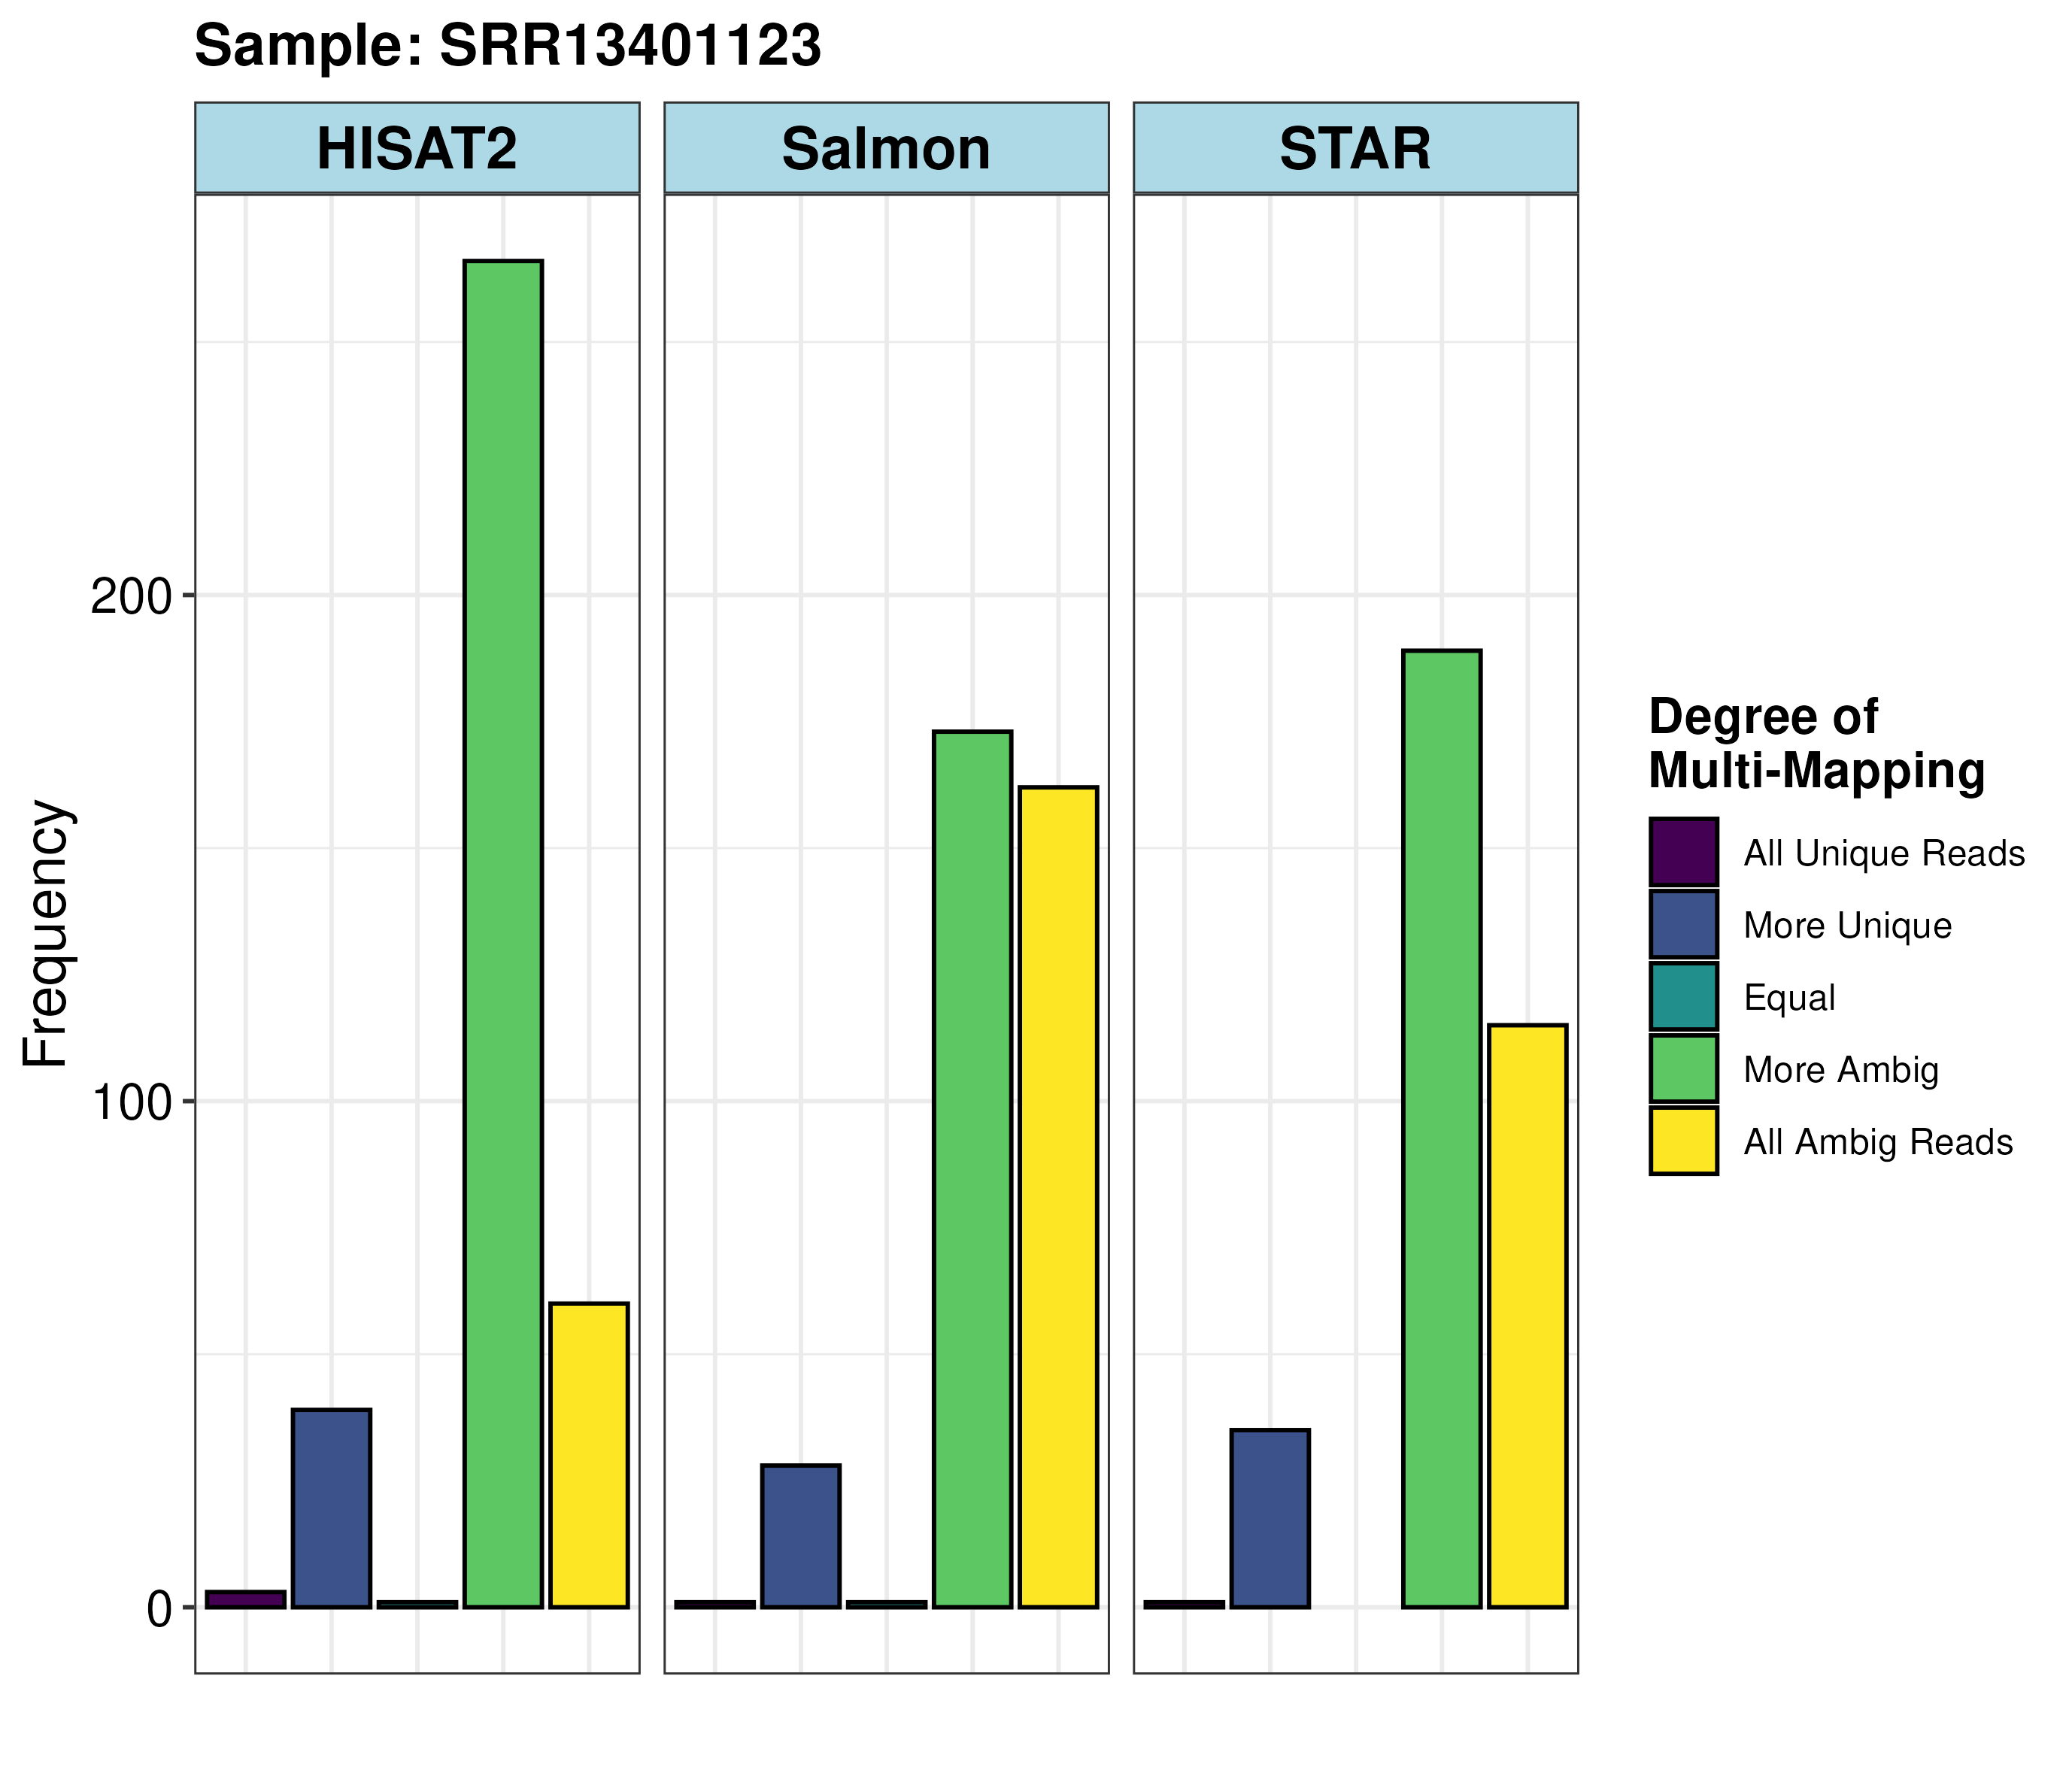 Sample: SRR13401123
HISAT2
Salmon
STAR
200
100
0
Frequency
Degree of
Multi-Mapping
All Unique Reads
More Unique
Equal
More Ambig
All Ambig Reads